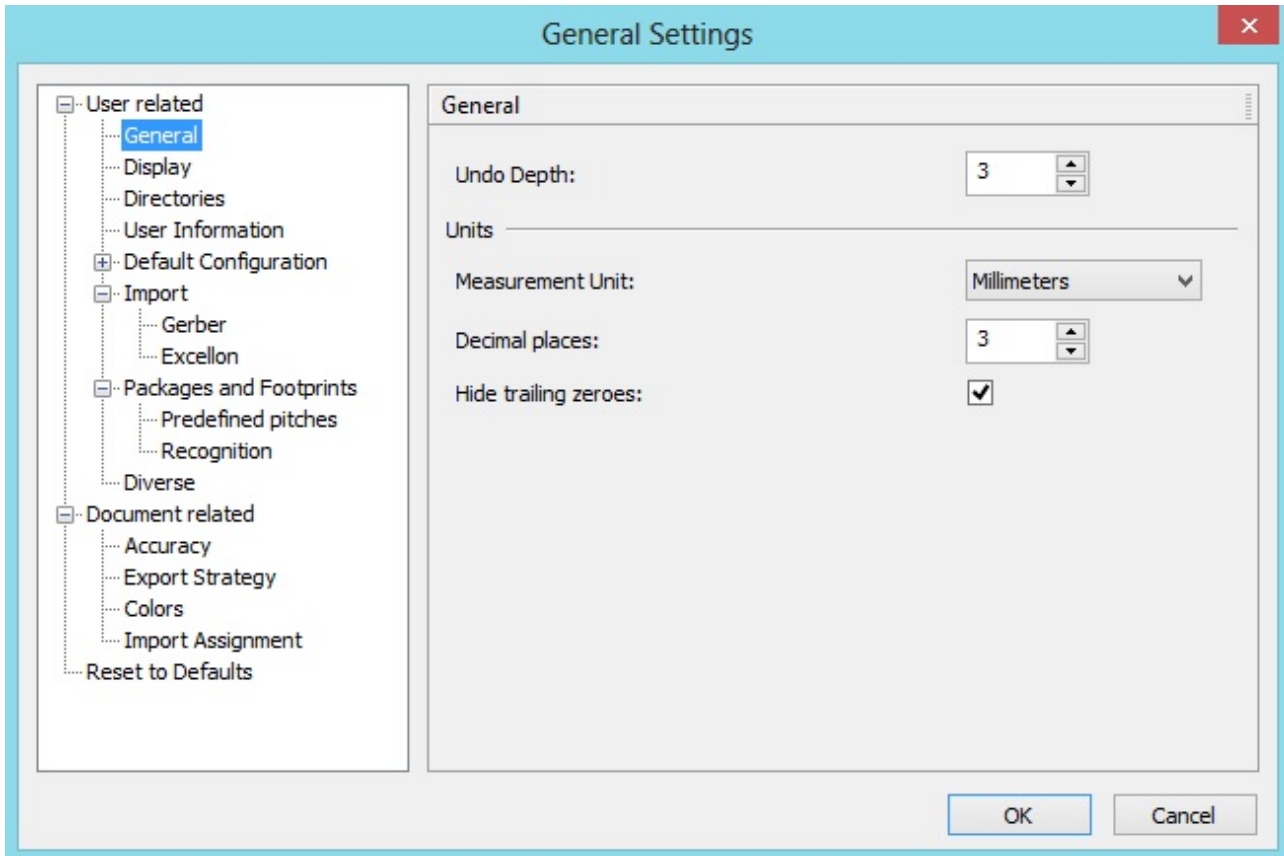 General Settings
User related
General
Display
Directories
User Information
Default Configuration
Import
Gerber
Excellon
Packages and Footprints
Predefined pitches
Recognition
Diverse
Document related
Accuracy
Export Strategy
Colors
Import Assignment
Reset to Defaults
General
Undo Depth: 3
Units
Measurement Unit: Millimeters
Decimal places: 3
Hide trailing zeroes:
OK Cancel